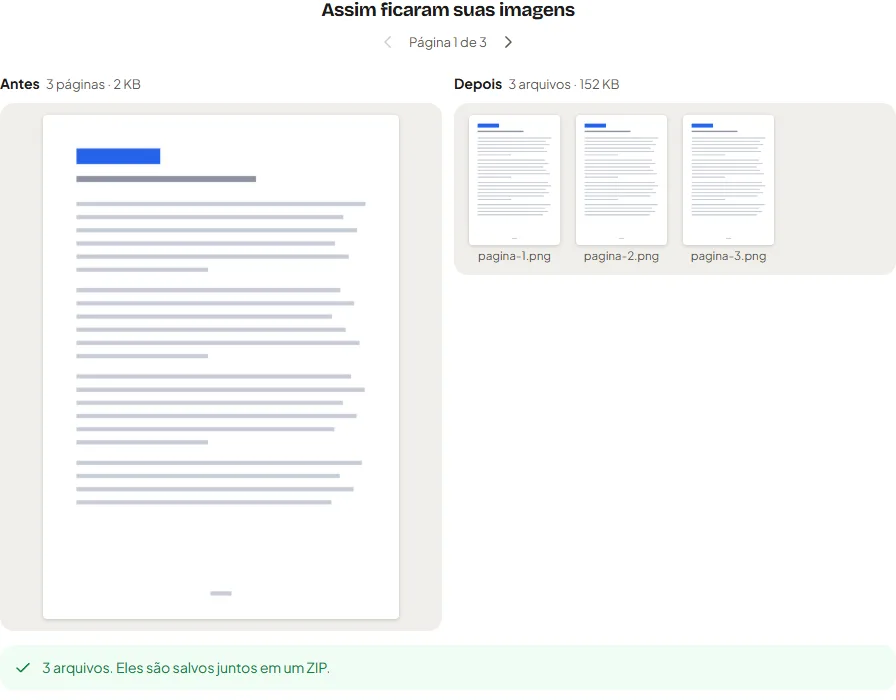 Assim ficaram suas imagens
Página 1 de 3
Antes 3 páginas · 2 KB
Depois 3 arquivos · 152 KB
pagina-1.png
pagina-2.png
pagina-3.png
3 arquivos. Eles são salvos juntos em um ZIP.